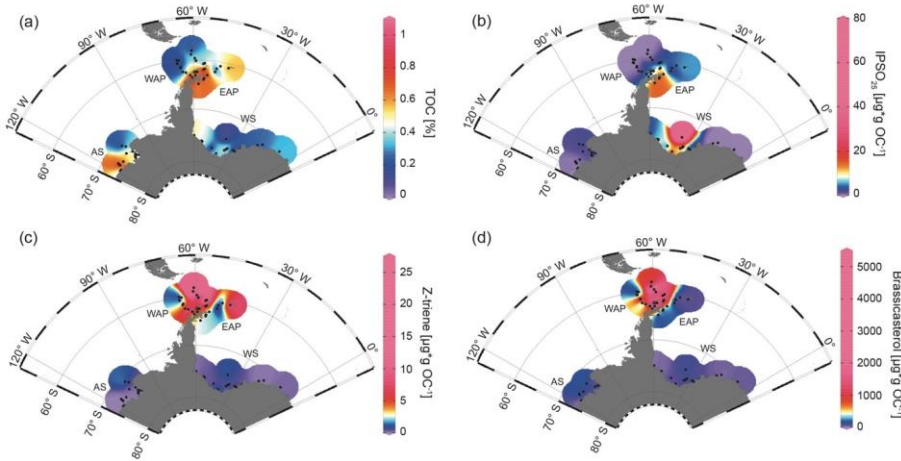 (a)
60° W
90° W
30° W
120° W
0°
60° S
70° S
80° S
WAP
EAP
WS
AS
1
0.8
0.6
0.4
0.2
0
TOC [%]
(b)
60° W
90° W
30° W
120° W
0°
60° S
70° S
80° S
WAP
EAP
WS
AS
80
60
40
20
0
IPSO25 [µg*g OC-1]
(c)
60° W
90° W
30° W
120° W
0°
60° S
70° S
80° S
WAP
EAP
WS
AS
25
20
15
10
5
0
Z-triene [µg*g OC-1]
(d)
60° W
90° W
30° W
120° W
0°
60° S
70° S
80° S
WAP
EAP
WS
AS
5000
4000
3000
2000
1000
0
Brassicasterol [µg*g OC-1]